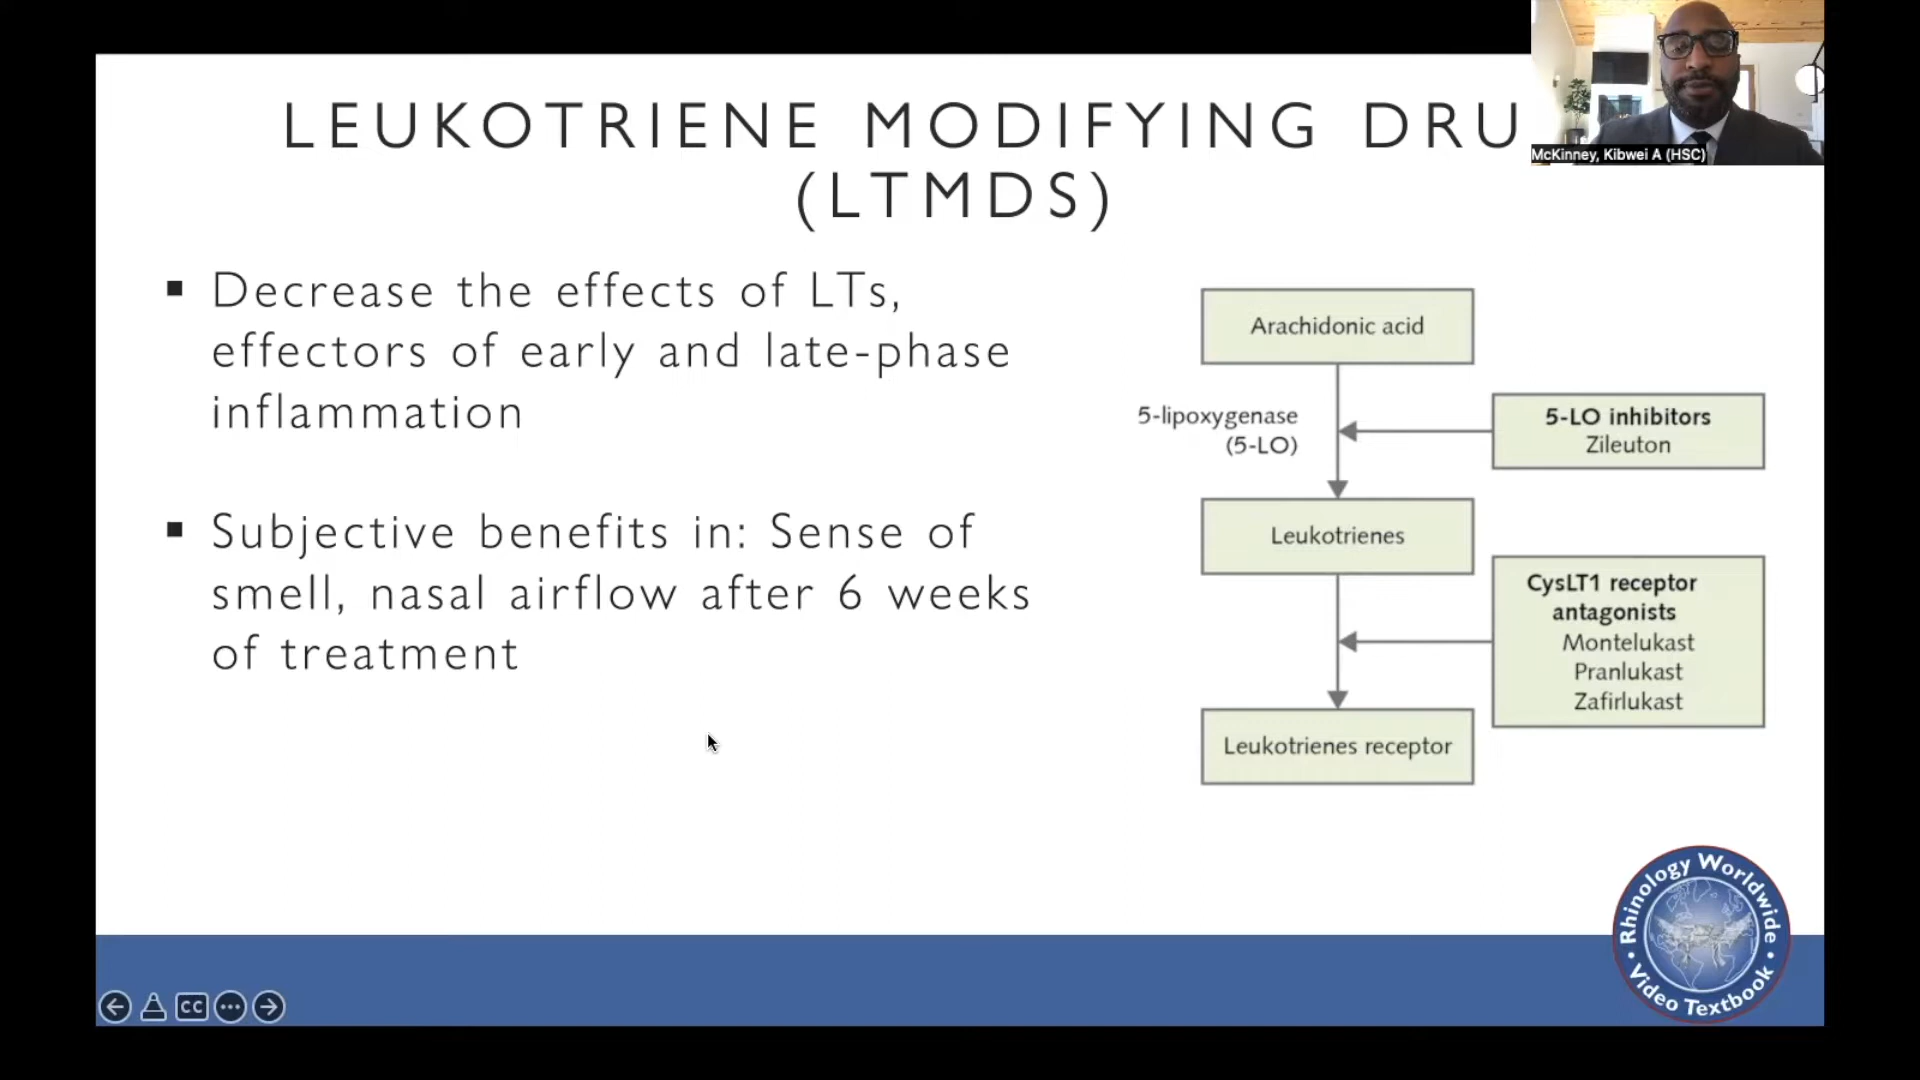 LEUKOTRIENE MODIFYING DRU
(LTMDS)
McKinney, Kibwei A (HSC)
▪ Decrease the effects of LTs,
effectors of early and late-phase
inflammation
▪ Subjective benefits in: Sense of
smell, nasal airflow after 6 weeks
of treatment
Arachidonic acid
5-lipoxygenase
(5-LO)
5-LO inhibitors
Zileuton
Leukotrienes
CysLT1 receptor
antagonists
Montelukast
Pranlukast
Zafirlukast
Leukotrienes receptor
Rhinology Worldwide
• Video Textbook •
CC